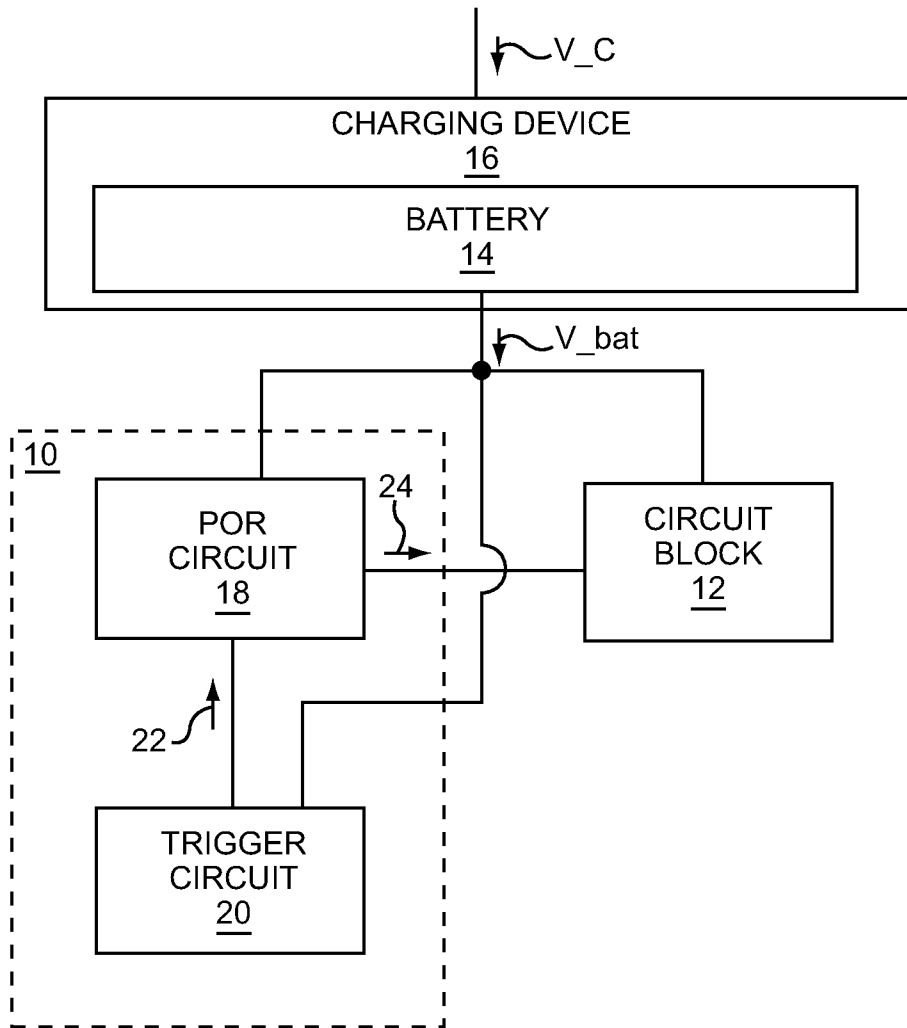 V_C
CHARGING DEVICE
16
BATTERY
14
V_bat
10
24
POR
CIRCUIT
18
CIRCUIT
BLOCK
12
22
TRIGGER
CIRCUIT
20